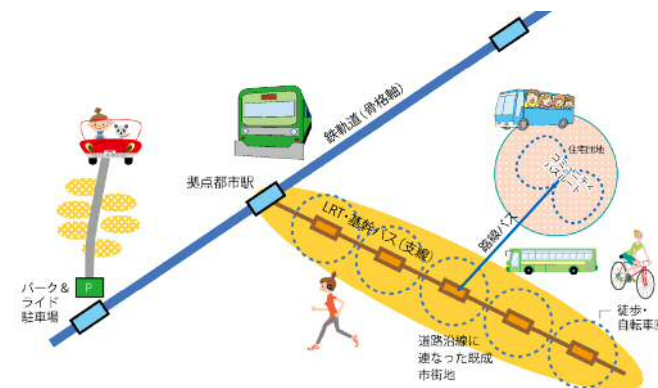 鉄軌道(骨格軸)
住宅団地
コミュニティ
バスルート
拠点都市駅
LRT・基幹バス(支線)
路線バス
P
パーク&
ライド
駐車場
徒歩・
自転車
道路沿線に
連なった既成
市街地